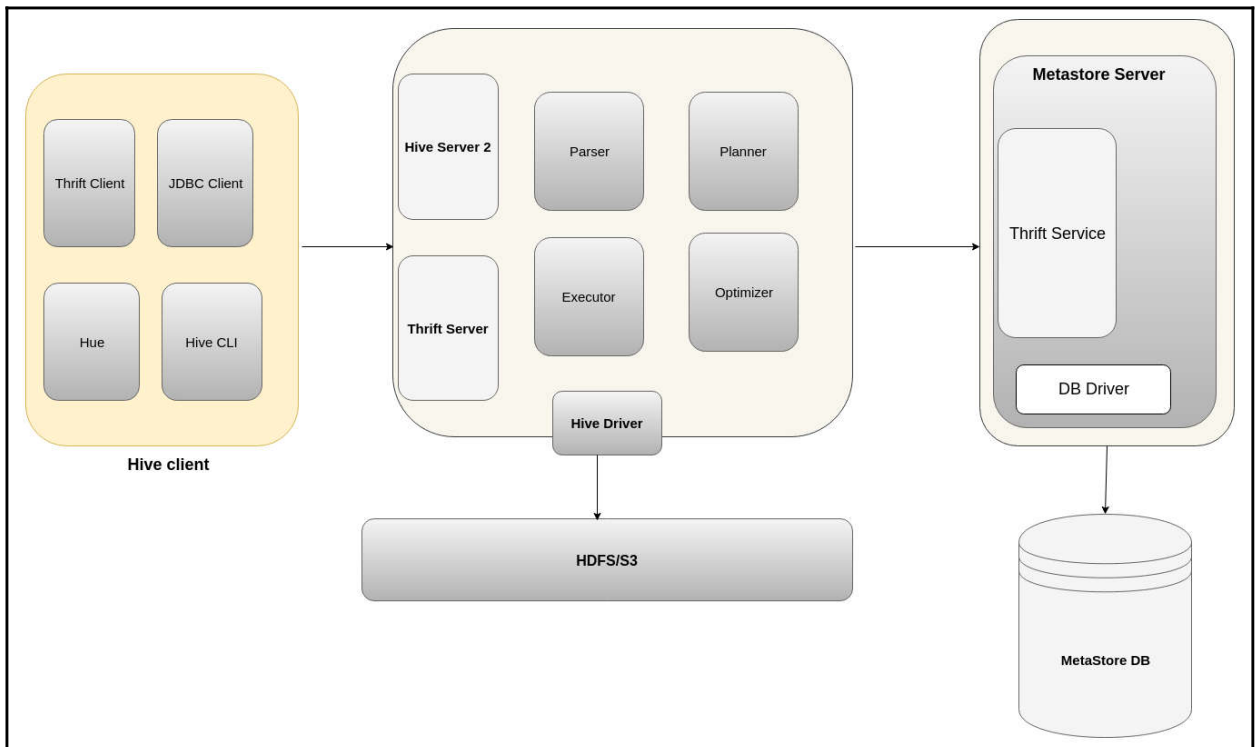 Thrift Client
JDBC Client
Hue
Hive CLI
Hive client
Hive Server 2
Parser
Planner
Thrift Server
Executor
Optimizer
Hive Driver
HDFS/S3
Metastore Server
Thrift Service
DB Driver
MetaStore DB